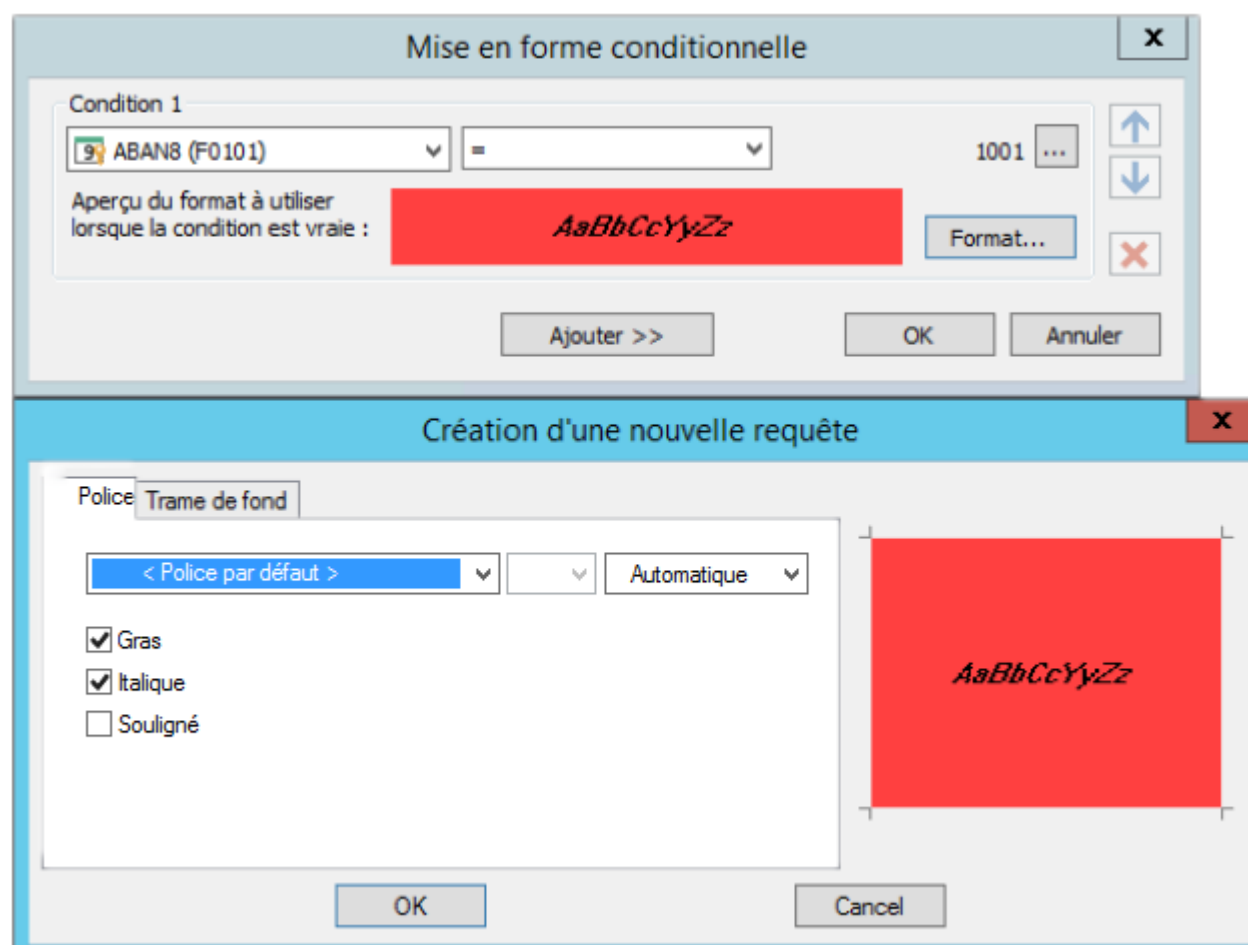 Mise en forme conditionnelle
x
Condition 1
9 ABAN8 (F0101) = 1001 ...
Aperçu du format à utiliser
lorsque la condition est vraie :
AaBbCcYyZz
Format...
Ajouter >> OK Annuler
Création d'une nouvelle requête
x
Police Trame de fond
< Police par défaut > Automatique
Gras
Italique
Souligné
AaBbCcYyZz
OK Cancel